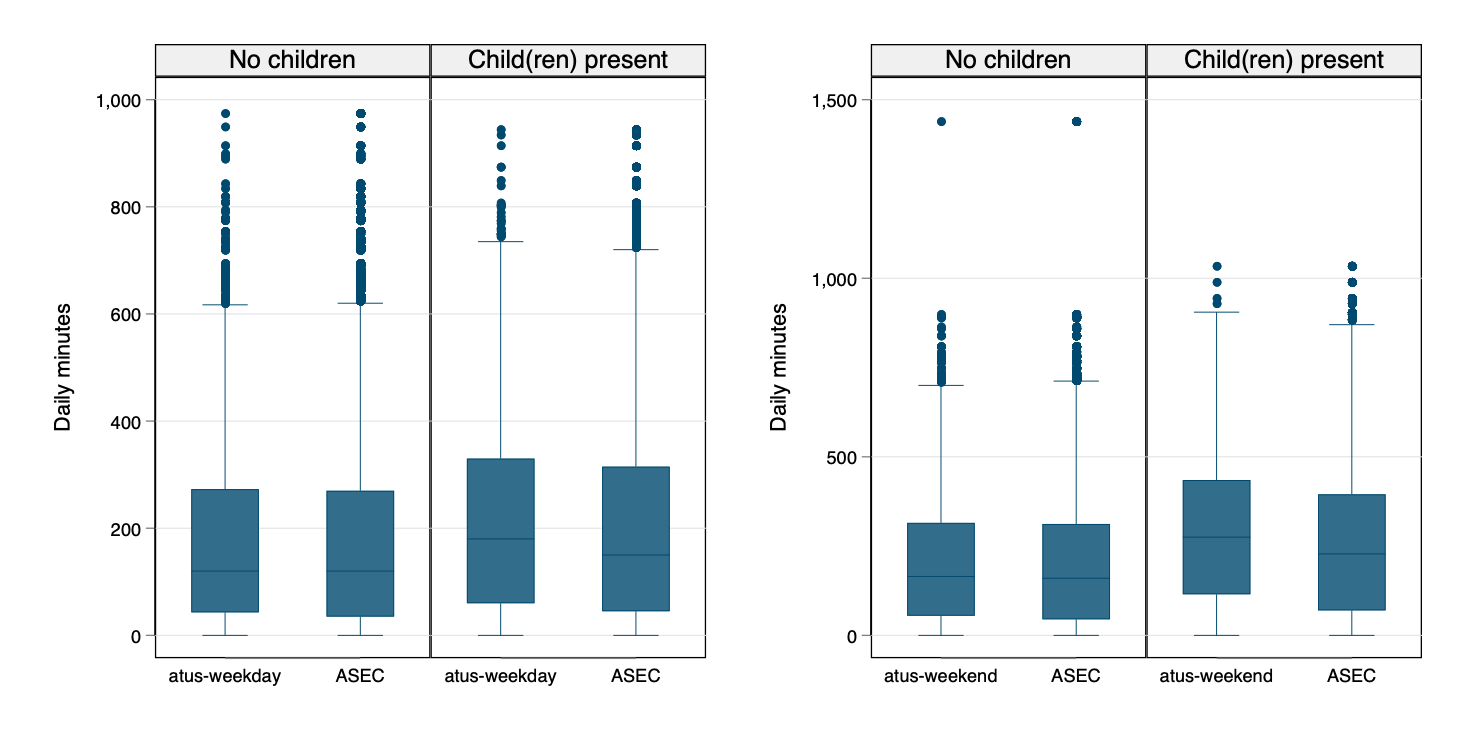 No children
Child(ren) present
1,000
800
600
400
200
0
Daily minutes
atus-weekday
ASEC
atus-weekday
ASEC
No children
Child(ren) present
1,500
1,000
500
0
Daily minutes
atus-weekend
ASEC
atus-weekend
ASEC